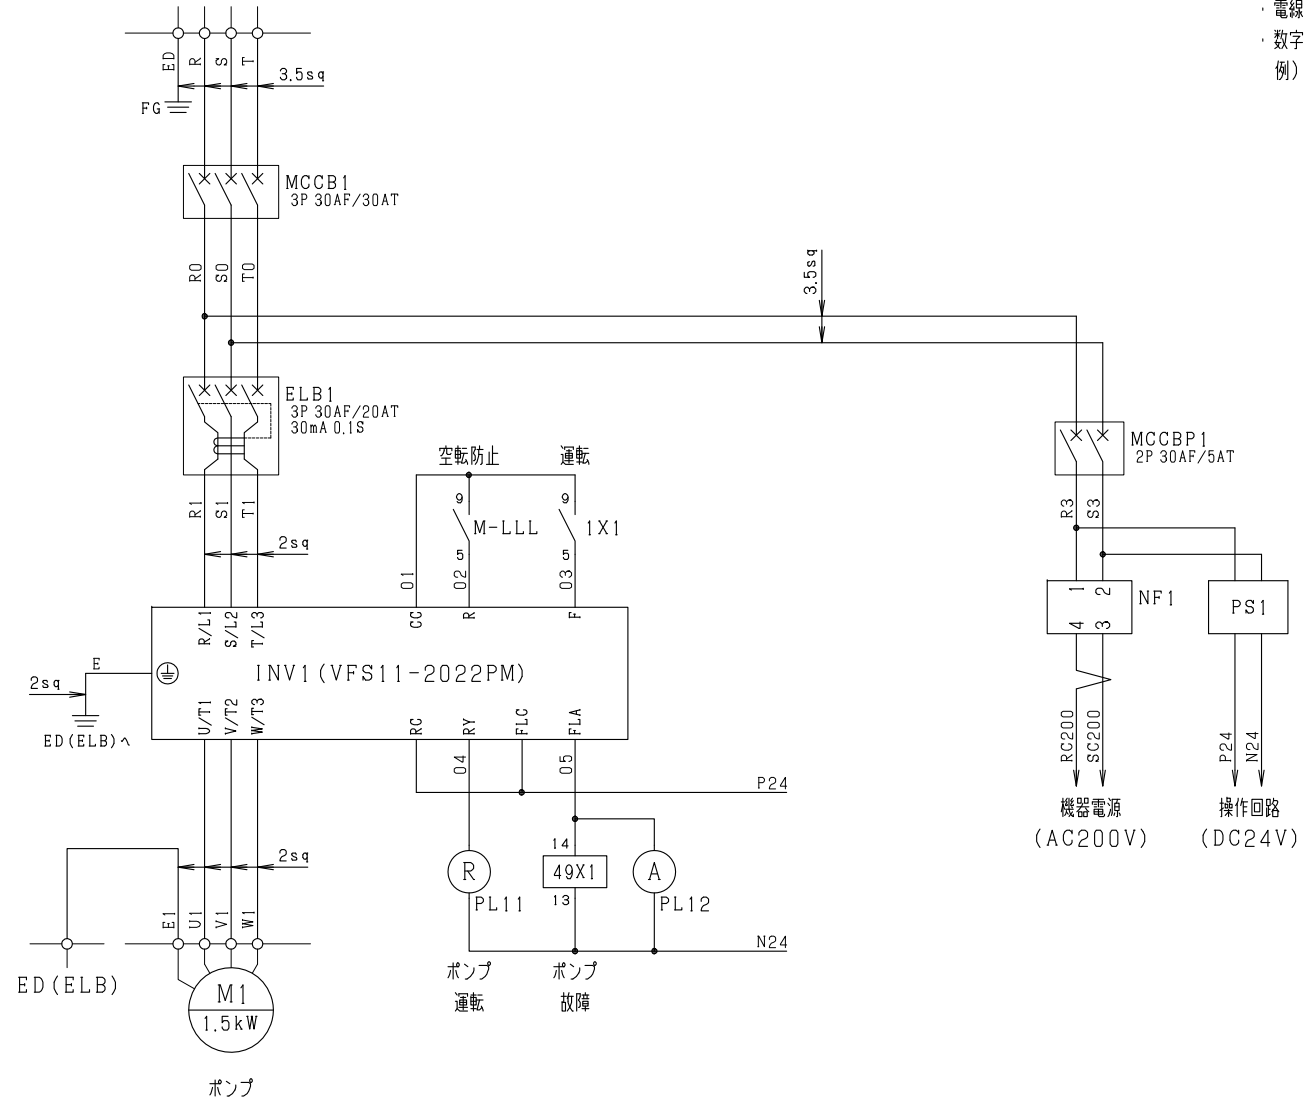 ・電線
・数字
例)
ED
R
S
T
3.5sq
FG
MCCB1
3P 30AF/30AT
R0
S0
T0
3.5sq
ELB1
3P 30AF/20AT
30mA 0.1S
MCCBP1
2P 30AF/5AT
空転防止
運転
9
9
M-LLL
1X1
5
5
R1
S1
T1
2sq
01
02
03
R3
S3
R/L1
S/L2
T/L3
CC
R
F
1
2
4
3
NF1
PS1
E
2sq
ED(ELB)へ
INV1(VFS11-2022PM)
U/T1
V/T2
W/T3
RC
RY
FLC
FLA
04
05
P24
RC200
SC200
P24
N24
機器電源
(AC200V)
操作回路
(DC24V)
2sq
14
R
49X1
A
13
PL11
PL12
E1
U1
V1
W1
N24
ED(ELB)
M1
1.5kW
ポンプ
ポンプ
運転
ポンプ
故障